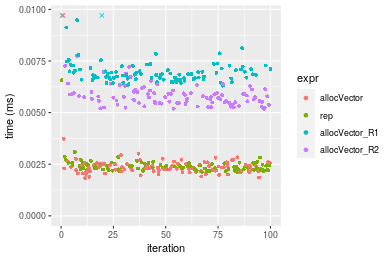 0.0100
0.0075
0.0050
0.0025
0.0000
time (ms)
0
25
50
75
100
iteration
expr
allocVector
rep
allocVector_R1
allocVector_R2